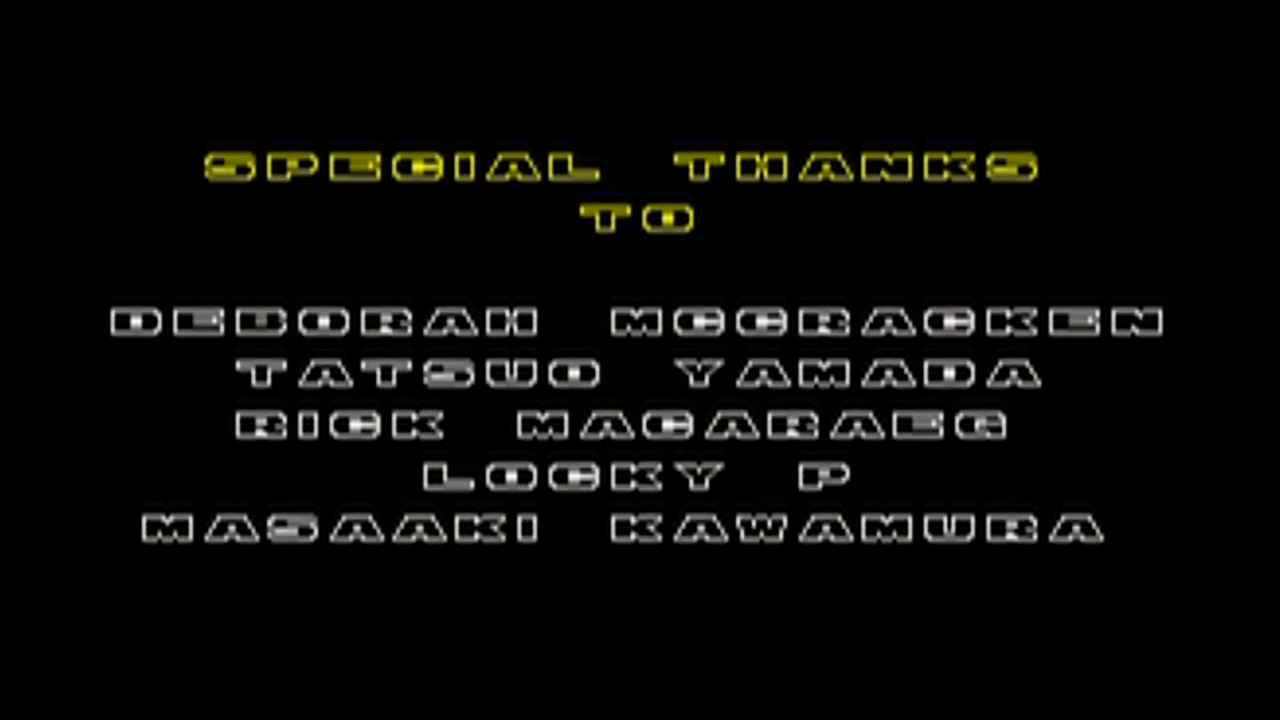 SPECIAL THANKS
TO
DEBORAH MCCRACKEN
TATSUO YAMADA
RICK MACARAEG
LOCKY P
MASAAKI KAWAMURA